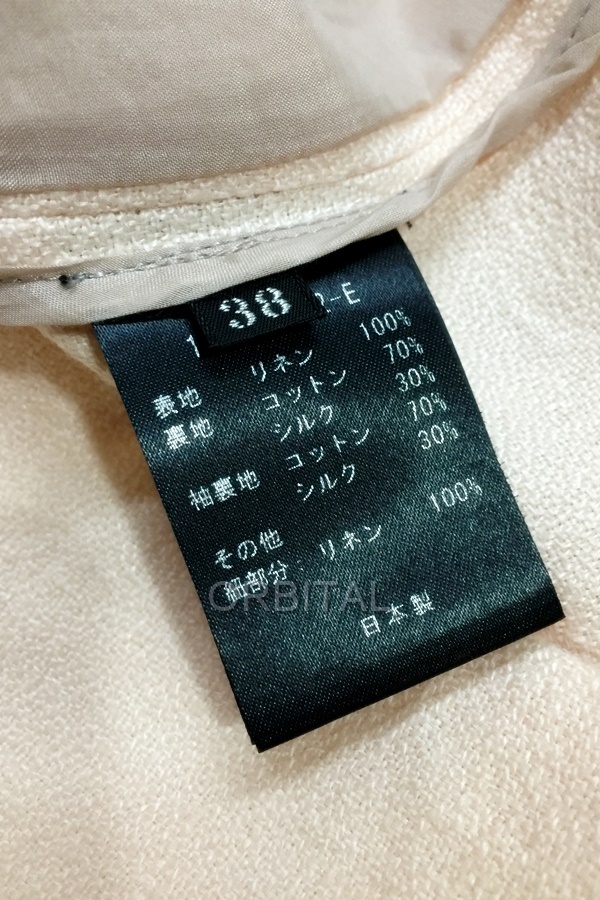 38
2-E
表地 リネン 100%
裏地 コットン 70%
シルク 30%
袖裏地 コットン 70%
シルク 30%
その他 リネン 100%
紐部分
日本製
ORBITAL